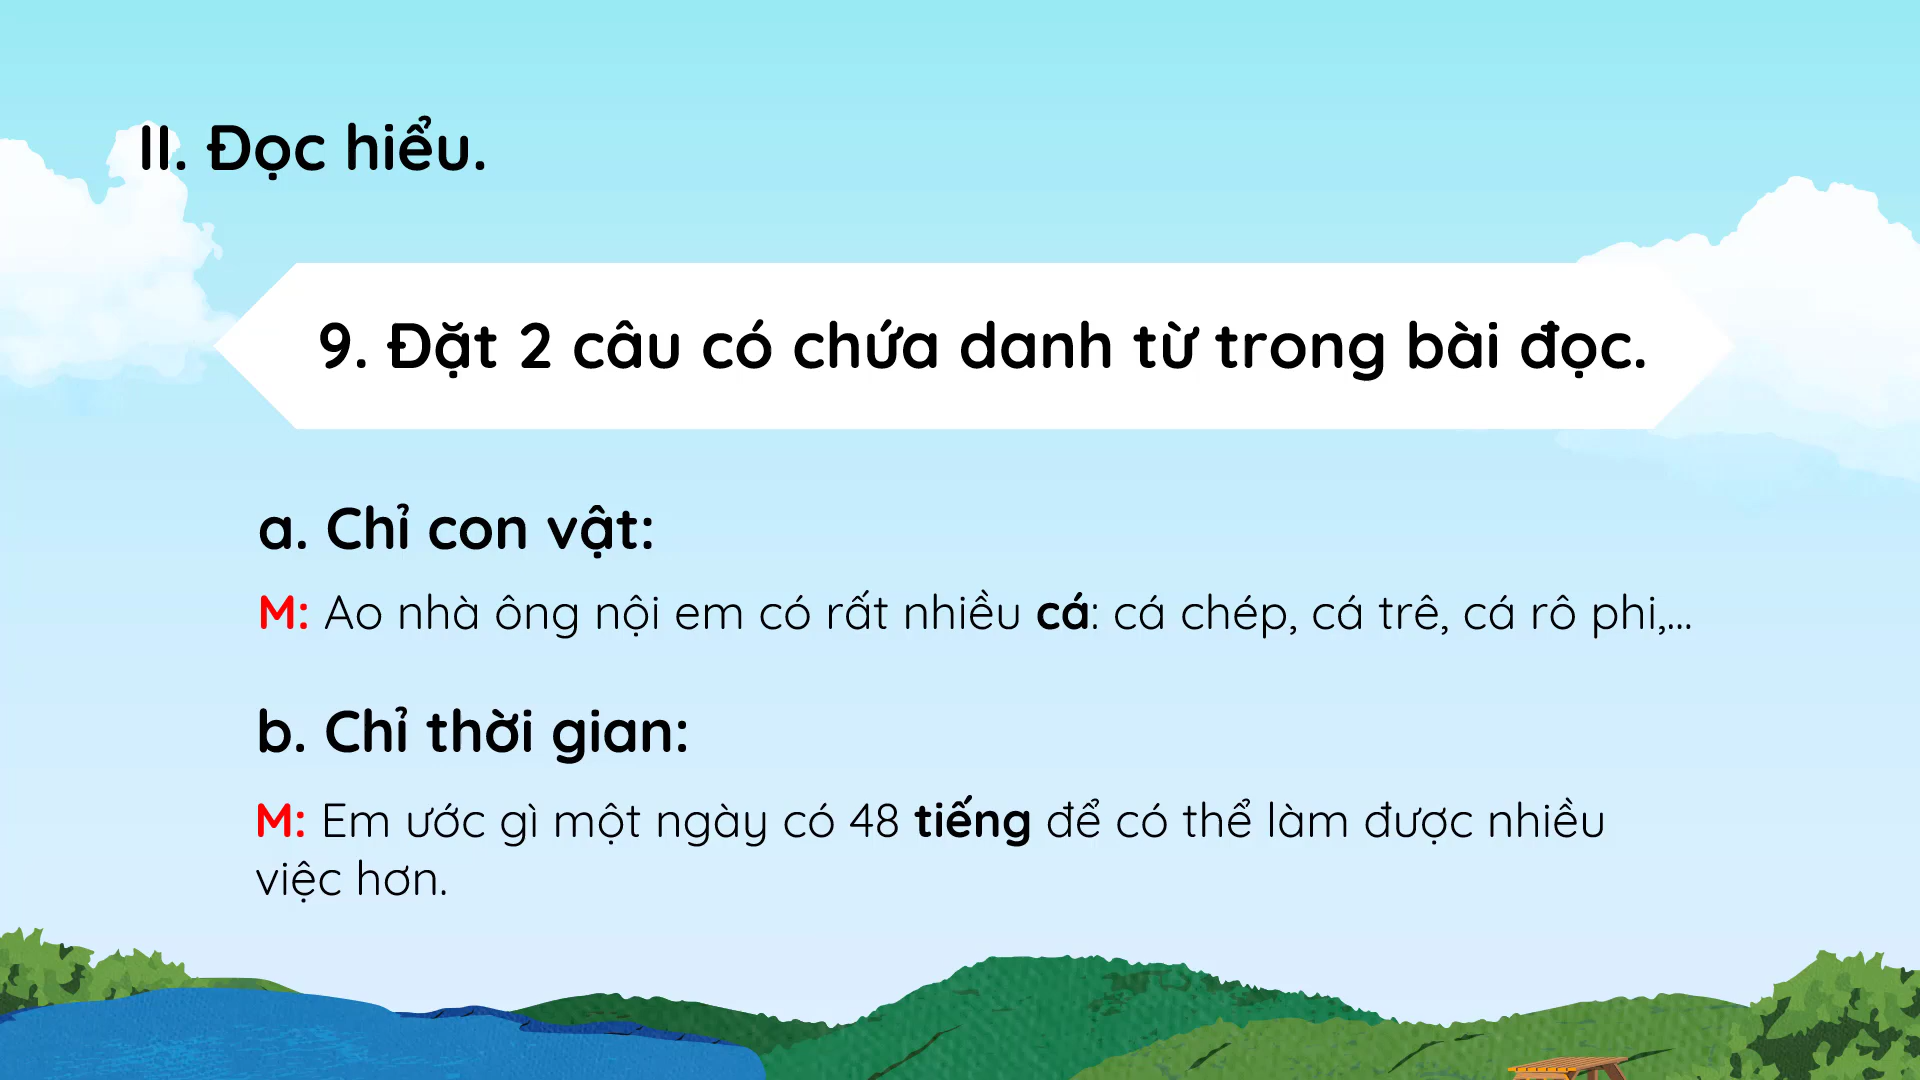 II. Đọc hiểu.
9. Đặt 2 câu có chứa danh từ trong bài đọc.
a. Chỉ con vật:
M: Ao nhà ông nội em có rất nhiều cá: cá chép, cá trê, cá rô phi,...
b. Chỉ thời gian:
M: Em ước gì một ngày có 48 tiếng để có thể làm được nhiều
việc hơn.